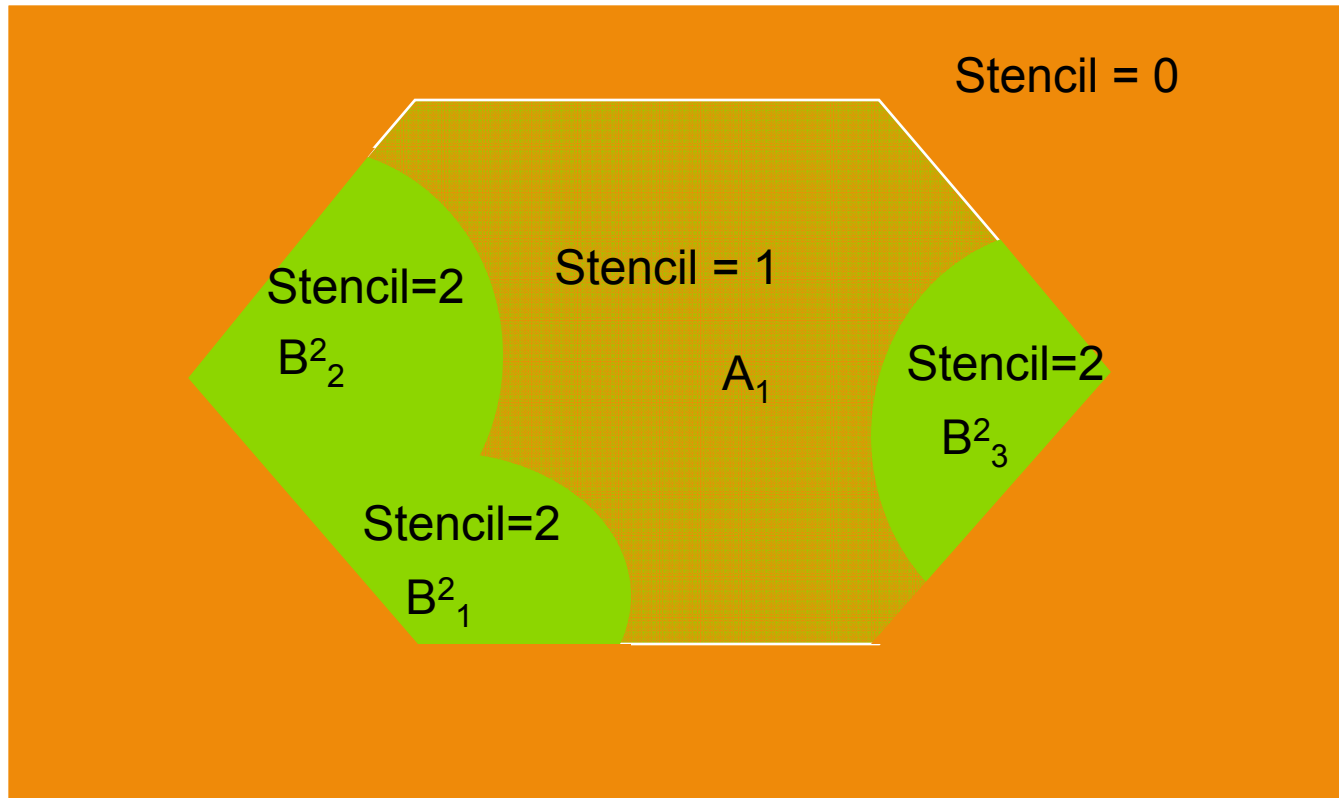 Stencil = 0
Stencil = 1
Stencil=2
B²₂
A₁
Stencil=2
B²₃
Stencil=2
B²₁